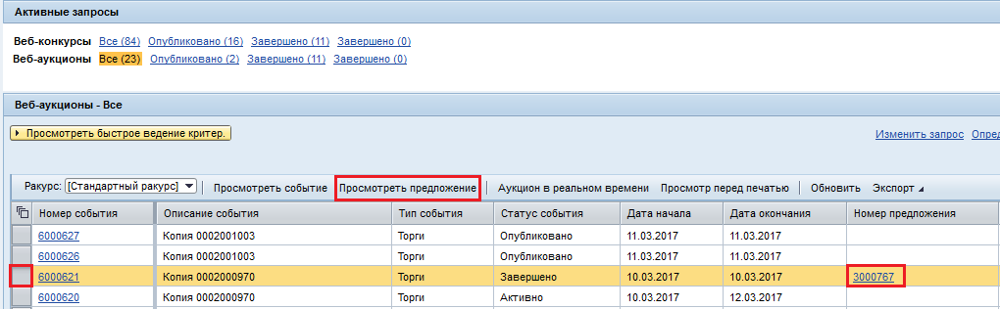 Активные запросы
Веб-конкурсы Все (84) Опубликовано (16) Завершено (11) Завершено (0)
Веб-аукционы Все (23) Опубликовано (2) Завершено (11) Завершено (0)
Веб-аукционы - Все
Просмотреть быстрое ведение критер.
Изменить запрос Опред
Ракурс: [Стандартный ракурс] Просмотреть событие Просмотреть предложение Аукцион в реальном времени Просмотр перед печатью Обновить Экспорт
Номер события Описание события Тип события Статус события Дата начала Дата окончания Номер предложения
6000627 Копия 0002001003 Торги Опубликовано 11.03.2017 11.03.2017
6000626 Копия 0002001003 Торги Опубликовано 11.03.2017 11.03.2017
6000621 Копия 0002000970 Торги Завершено 10.03.2017 10.03.2017 3000767
6000620 Копия 0002000970 Торги Активно 10.03.2017 12.03.2017